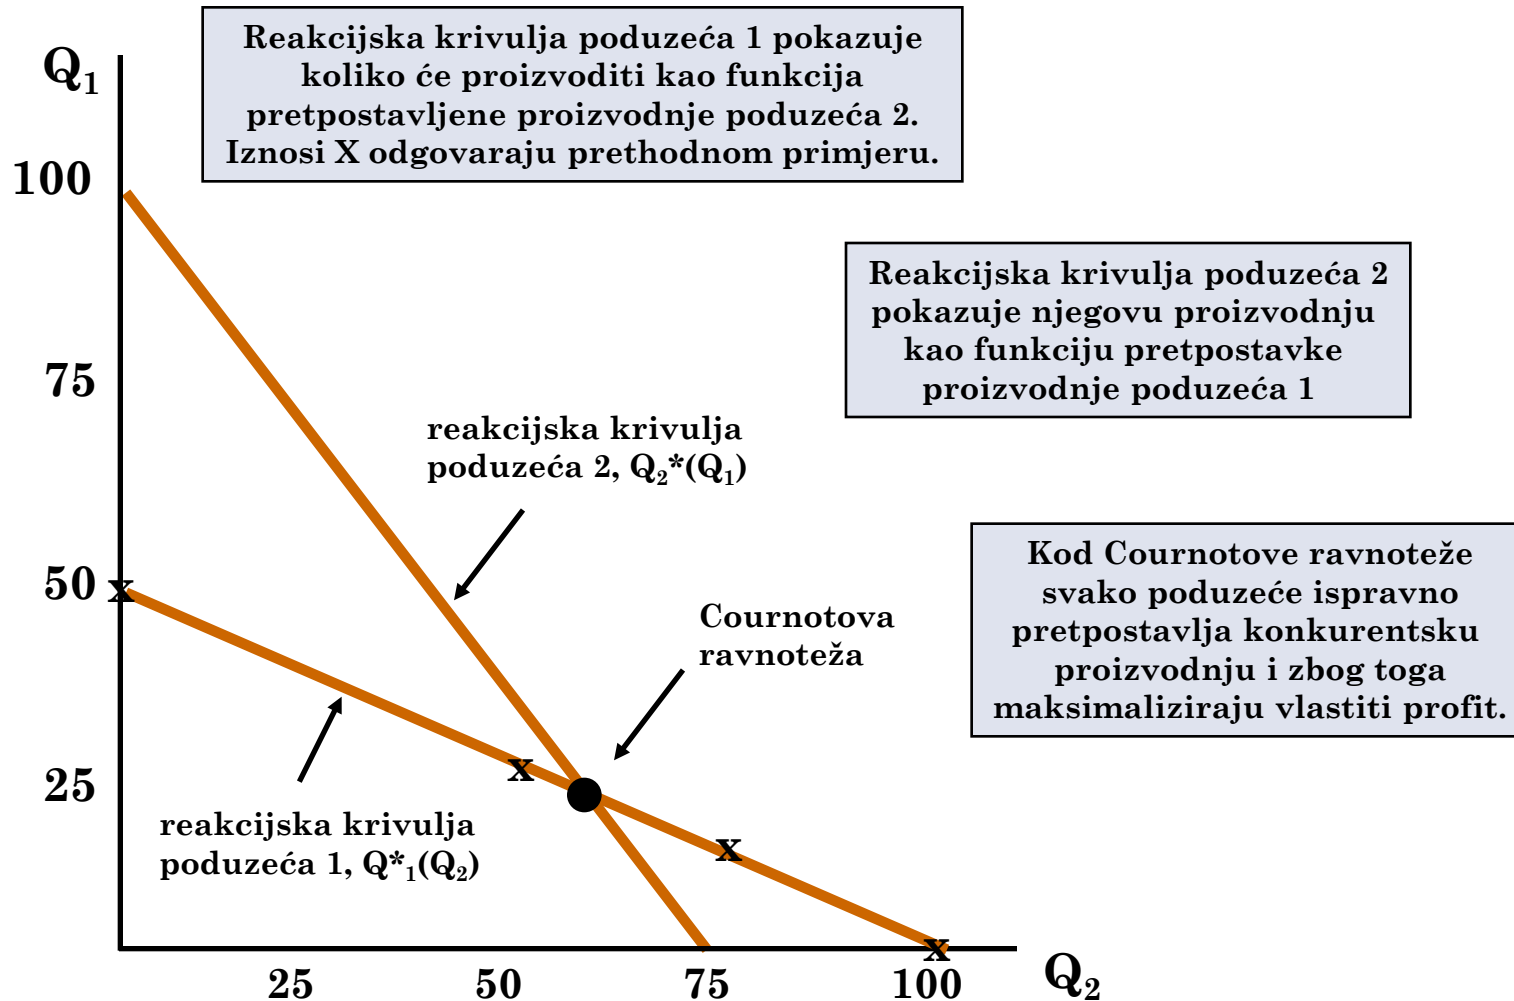 Reakcijska krivulja poduzeća 1 pokazuje
koliko će proizvoditi kao funkcija
pretpostavljene proizvodnje poduzeća 2.
Iznosi X odgovaraju prethodnom primjeru.
Q₁
100
75
50
25
Reakcijska krivulja poduzeća 2
pokazuje njegovu proizvodnju
kao funkciju pretpostavke
proizvodnje poduzeća 1
reakcijska krivulja
poduzeća 2, Q₂*(Q₁)
Kod Cournotove ravnoteže
svako poduzeće ispravno
pretpostavlja konkurentsku
proizvodnju i zbog toga
maksimaliziraju vlastiti profit.
Cournotova
ravnoteža
x
x
x
x
reakcijska krivulja
poduzeća 1, Q*₁(Q₂)
25
50
75
100
Q₂